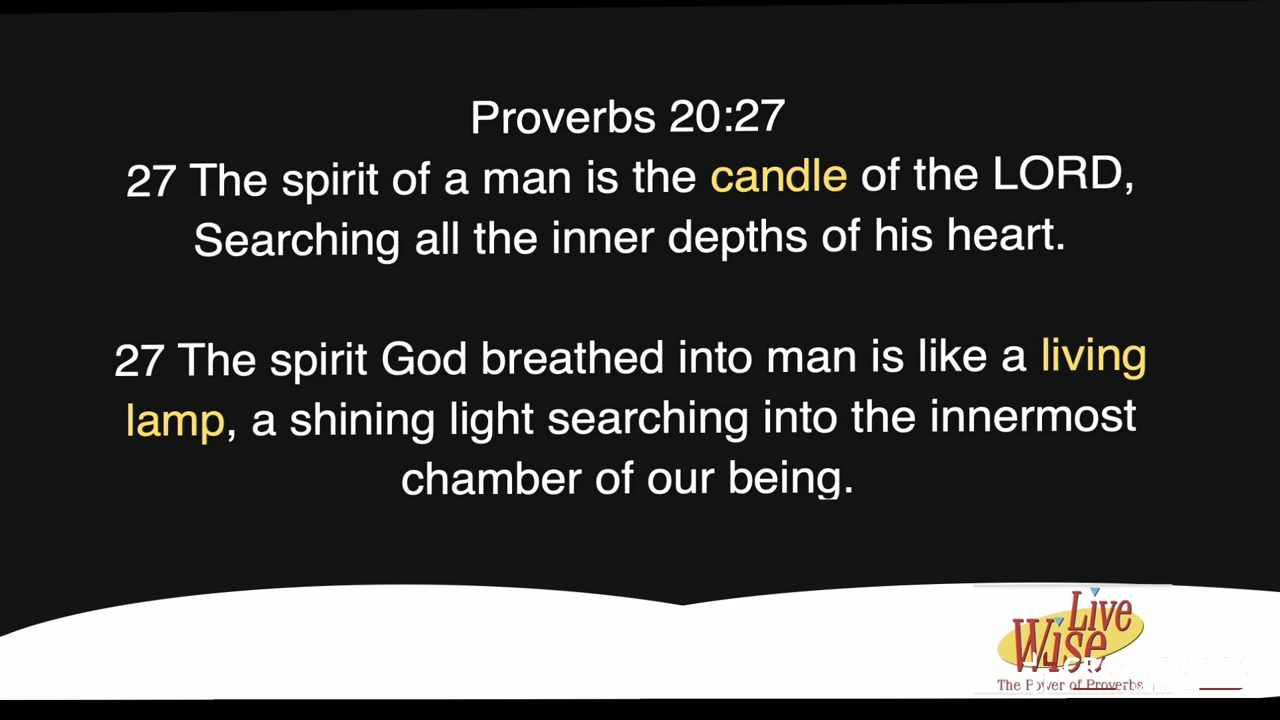 Proverbs 20:27
27 The spirit of a man is the candle of the LORD,
Searching all the inner depths of his heart.
27 The spirit God breathed into man is like a living
lamp, a shining light searching into the innermost
chamber of our being.
Live
Wise
The Power of Proverbs